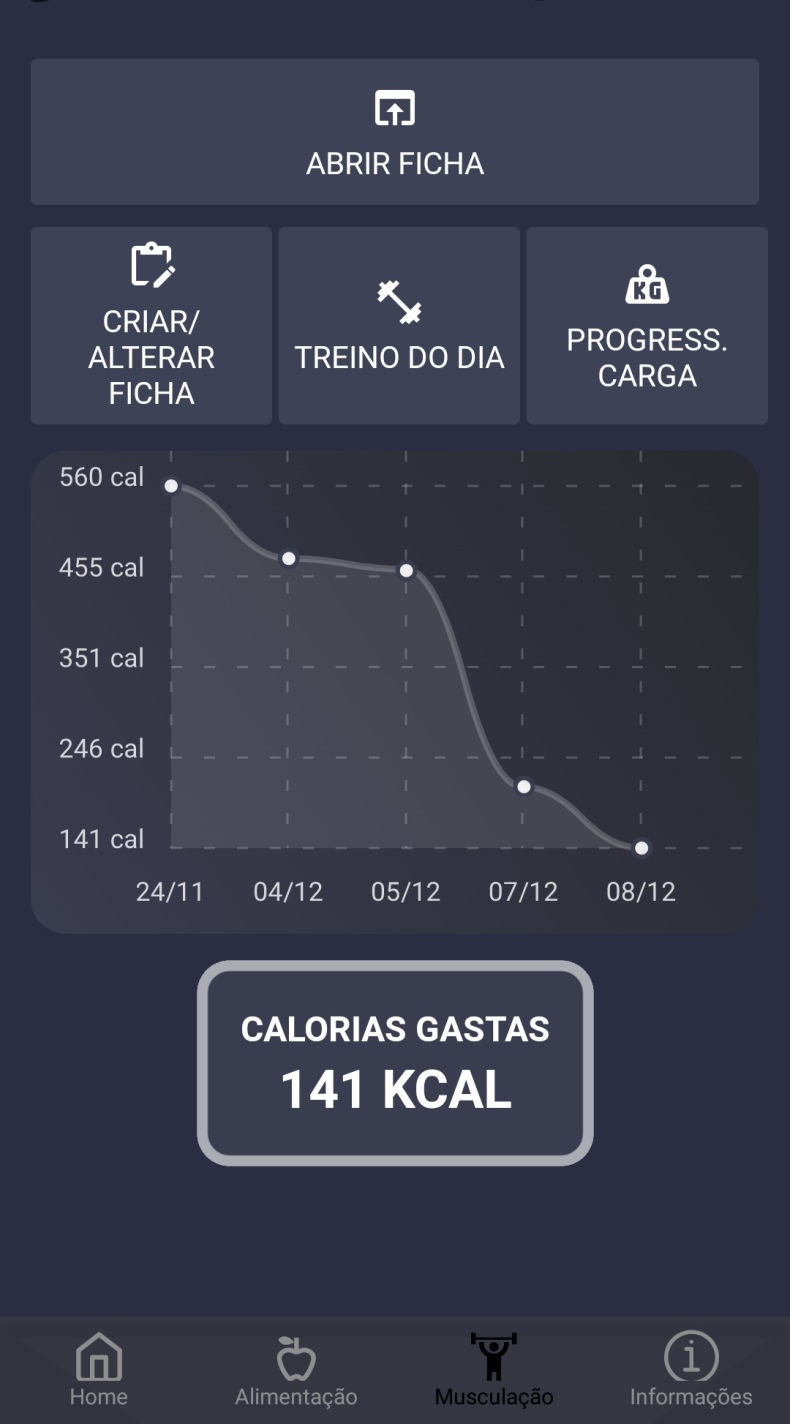 ABRIR FICHA
CRIAR/
ALTERAR
FICHA
TREINO DO DIA
KG
PROGRESS.
CARGA
560 cal
455 cal
351 cal
246 cal
141 cal
24/11 04/12 05/12 07/12 08/12
CALORIAS GASTAS
141 KCAL
Home Alimentação Musculação Informações